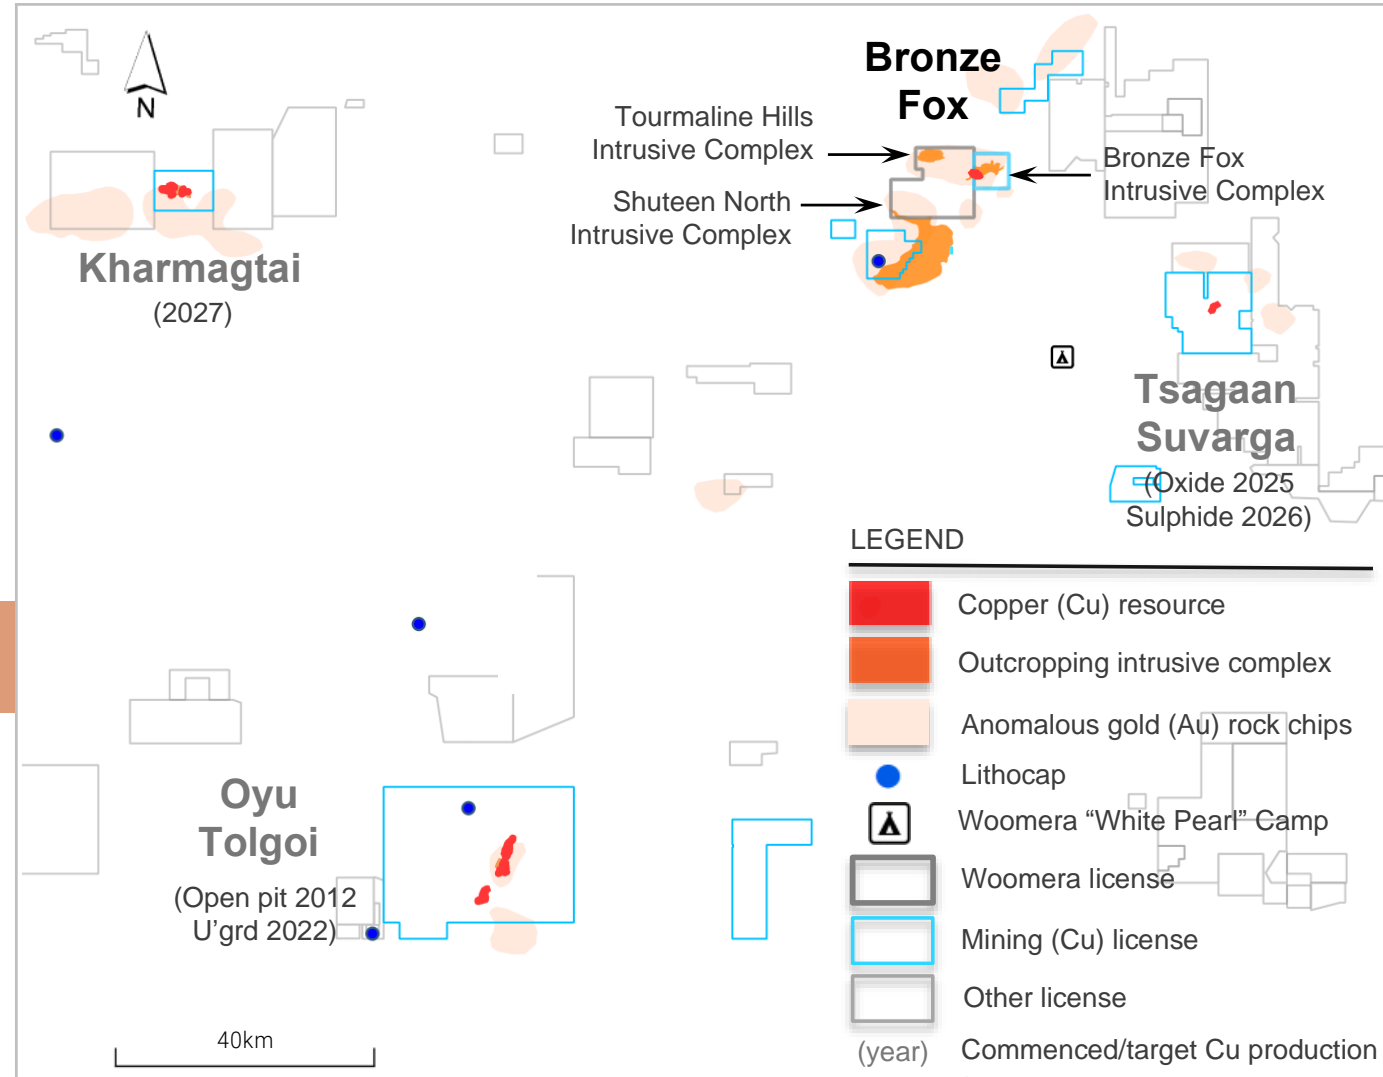 N
Bronze
Fox
Tourmaline Hills
Intrusive Complex
Bronze Fox
Intrusive Complex
Shuteen North
Intrusive Complex
Kharmagtai
(2027)
Tsagaan
Suvarga
(Oxide 2025
Sulphide 2026)
Oyu
Tolgoi
(Open pit 2012
U'grd 2022)
40km
LEGEND
Copper (Cu) resource
Outcropping intrusive complex
Anomalous gold (Au) rock chips
Lithocap
Woomera “White Pearl” Camp
Woomera license
Mining (Cu) license
Other license
(year) Commenced/target Cu production